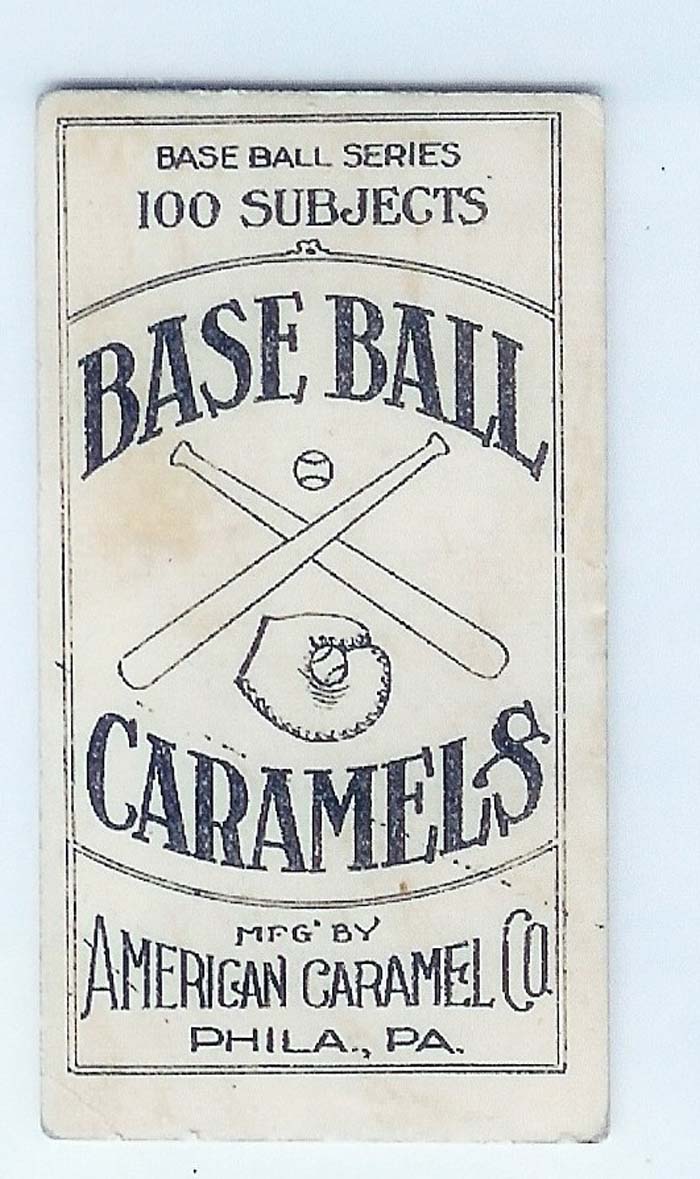 BASE BALL SERIES
100 SUBJECTS
BASE BALL
CARAMELS
MFG' BY
AMERICAN CARAMEL CO.
PHILA., PA.